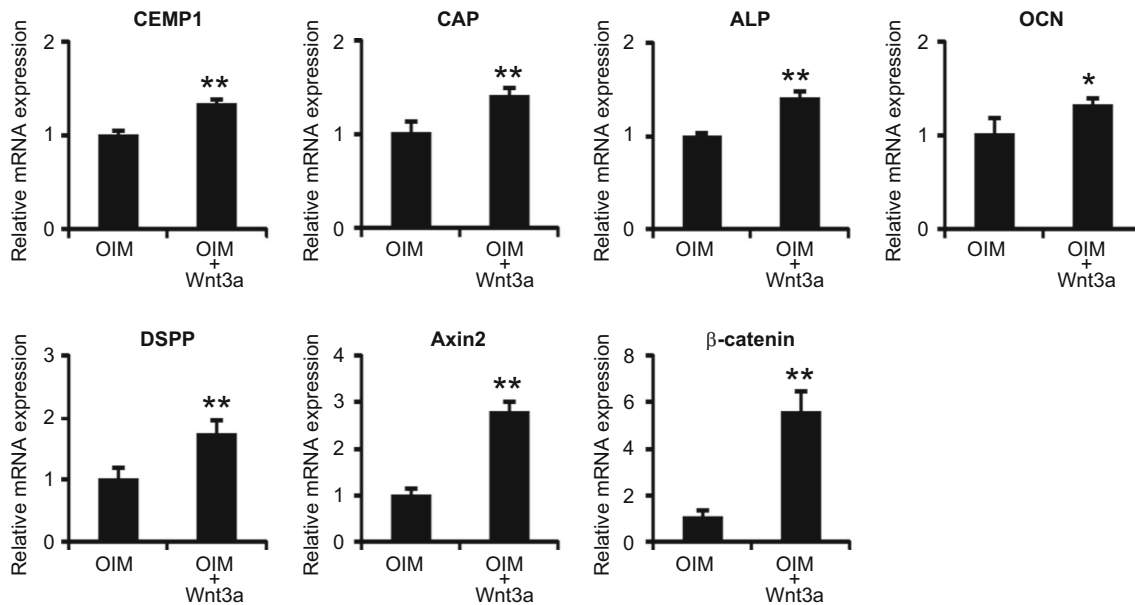 CEMP1
Relative mRNA expression
2
**
1
0
OIM
OIM
+
Wnt3a
CAP
Relative mRNA expression
2
**
1
0
OIM
OIM
+
Wnt3a
ALP
Relative mRNA expression
2
**
1
0
OIM
OIM
+
Wnt3a
OCN
Relative mRNA expression
2
*
1
0
OIM
OIM
+
Wnt3a
DSPP
Relative mRNA expression
3
**
2
1
0
OIM
OIM
+
Wnt3a
Axin2
Relative mRNA expression
4
**
3
2
1
0
OIM
OIM
+
Wnt3a
β-catenin
Relative mRNA expression
8
**
6
4
2
0
OIM
OIM
+
Wnt3a